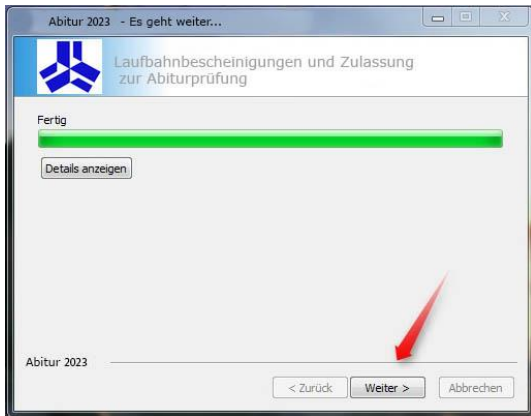 Abitur 2023 - Es geht weiter...
Laufbahnbescheinigungen und Zulassung
zur Abiturprüfung
Fertig
Details anzeigen
Abitur 2023
< Zurück
Weiter >
Abbrechen